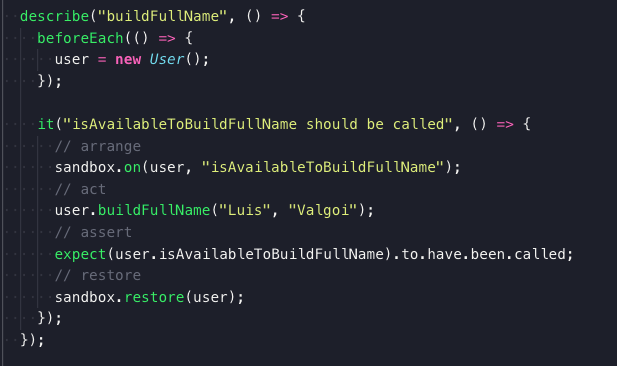 describe("buildFullName", () => {
  beforeEach(() => {
    user = new User();
  });

  it("isAvailableToBuildFullName should be called", () => {
    // arrange
    sandbox.on(user, "isAvailableToBuildFullName");
    // act
    user.buildFullName("Luis", "Valgoi");
    // assert
    expect(user.isAvailableToBuildFullName).to.have.been.called;
    // restore
    sandbox.restore(user);
  });
});